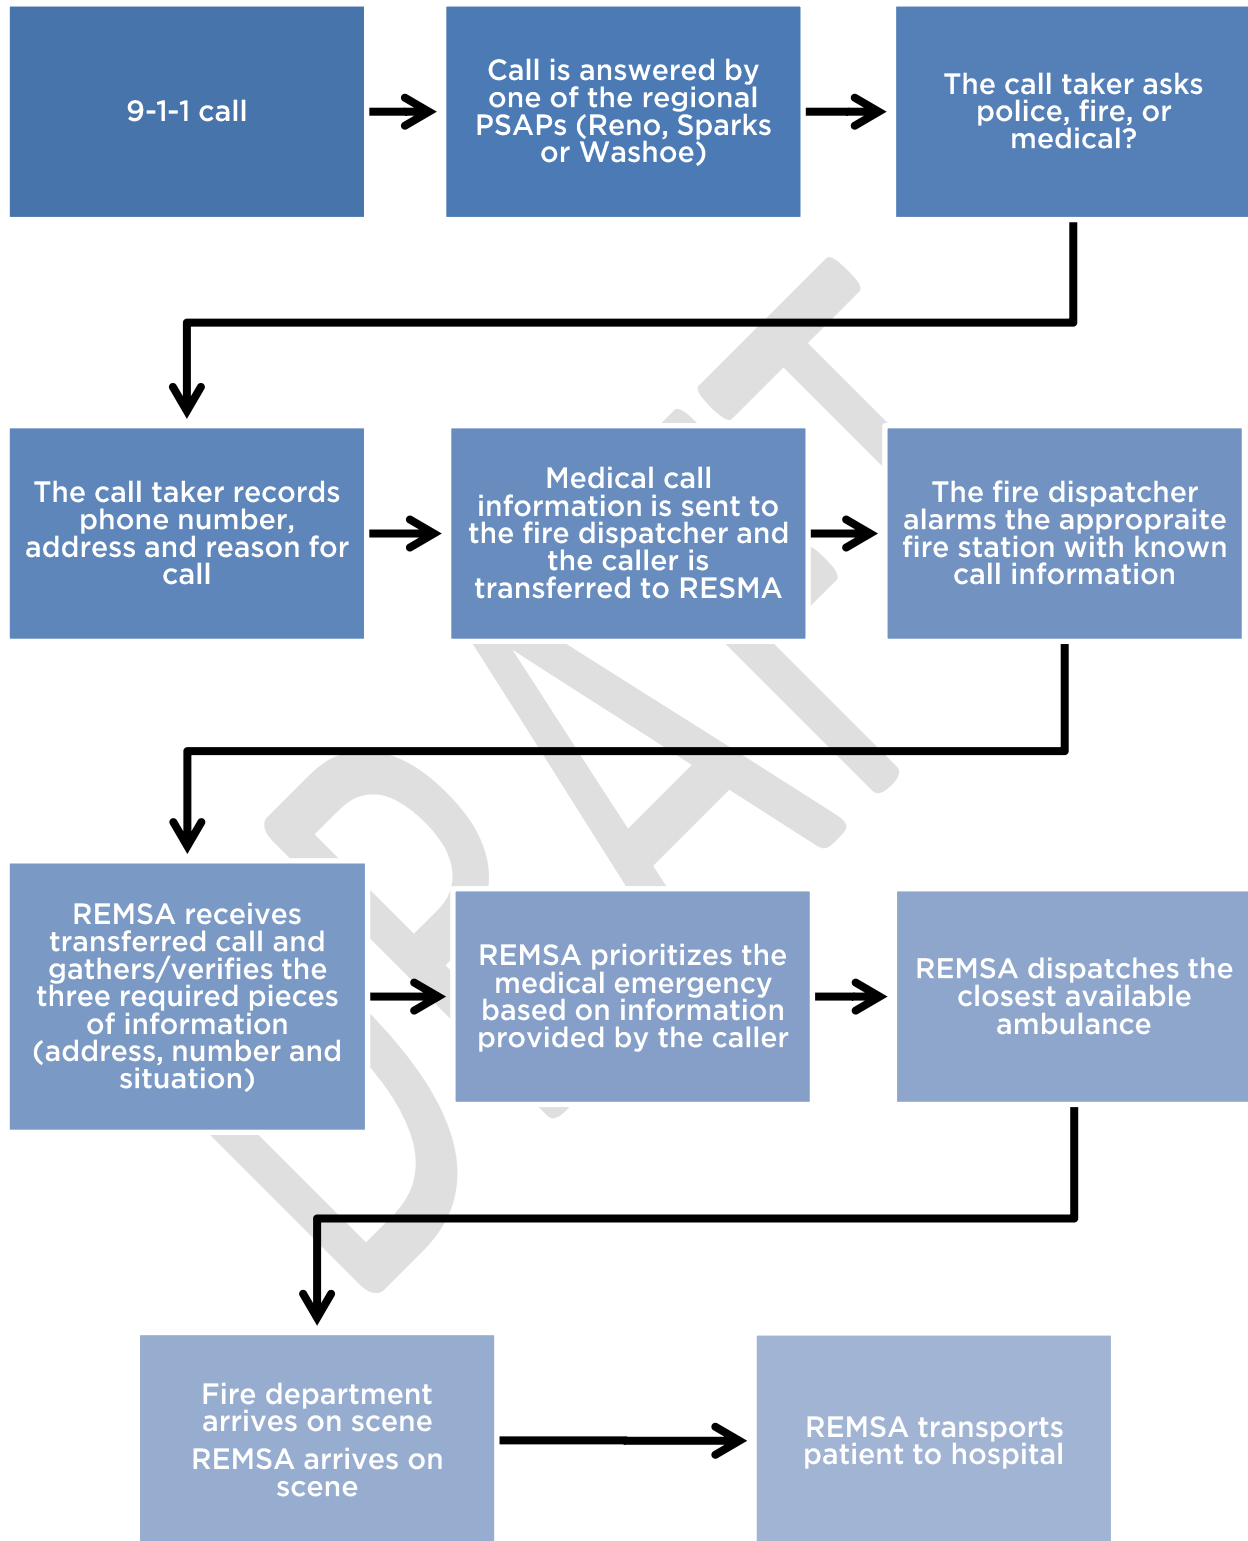 9-1-1 call
Call is answered by
one of the regional
PSAPs (Reno, Sparks
or Washoe)
The call taker asks
police, fire, or
medical?
The call taker records
phone number,
address and reason for
call
Medical call
information is sent to
the fire dispatcher and
the caller is
transferred to RESMA
The fire dispatcher
alarms the appropraite
fire station with known
call information
REMSA receives
transferred call and
gathers/verifies the
three required pieces
of information
(address, number and
situation)
REMSA prioritizes the
medical emergency
based on information
provided by the caller
REMSA dispatches the
closest available
ambulance
Fire department
arrives on scene
REMSA arrives on
scene
REMSA transports
patient to hospital
DRAFT